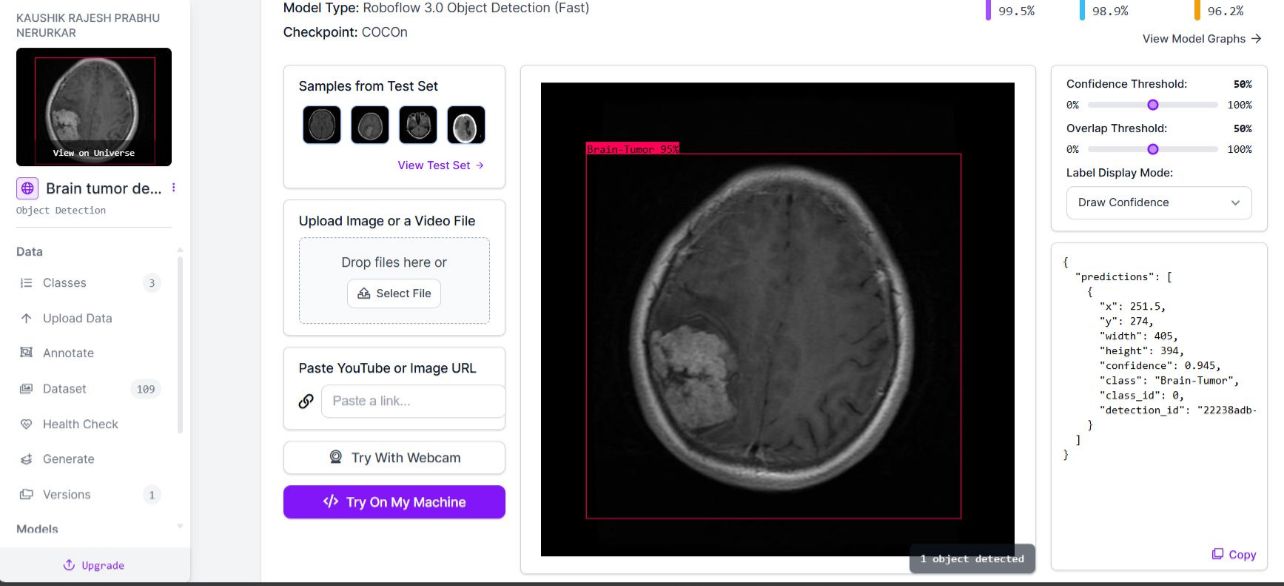 KAUSHIK RAJESH PRABHU
NERURKAR
View on Universe
Brain tumor de...
Object Detection
Data
Classes 3
Upload Data
Annotate
Dataset 109
Health Check
Generate
Versions 1
Models
Upgrade
Model Type: Roboflow 3.0 Object Detection (Fast)
Checkpoint: COCOn
99.5% 98.9% 96.2%
View Model Graphs →
Samples from Test Set
View Test Set →
Upload Image or a Video File
Drop files here or
Select File
Paste YouTube or Image URL
Paste a link...
Try With Webcam
</> Try On My Machine
Brain-Tumor 95%
1 object detected
Confidence Threshold: 50%
0% 100%
Overlap Threshold: 50%
0% 100%
Label Display Mode:
Draw Confidence
{
"predictions": [
{
"x": 251.5,
"y": 274,
"width": 405,
"height": 394,
"confidence": 0.945,
"class": "Brain-Tumor",
"class_id": 0,
"detection_id": "22238adb-
}
]
}
Copy